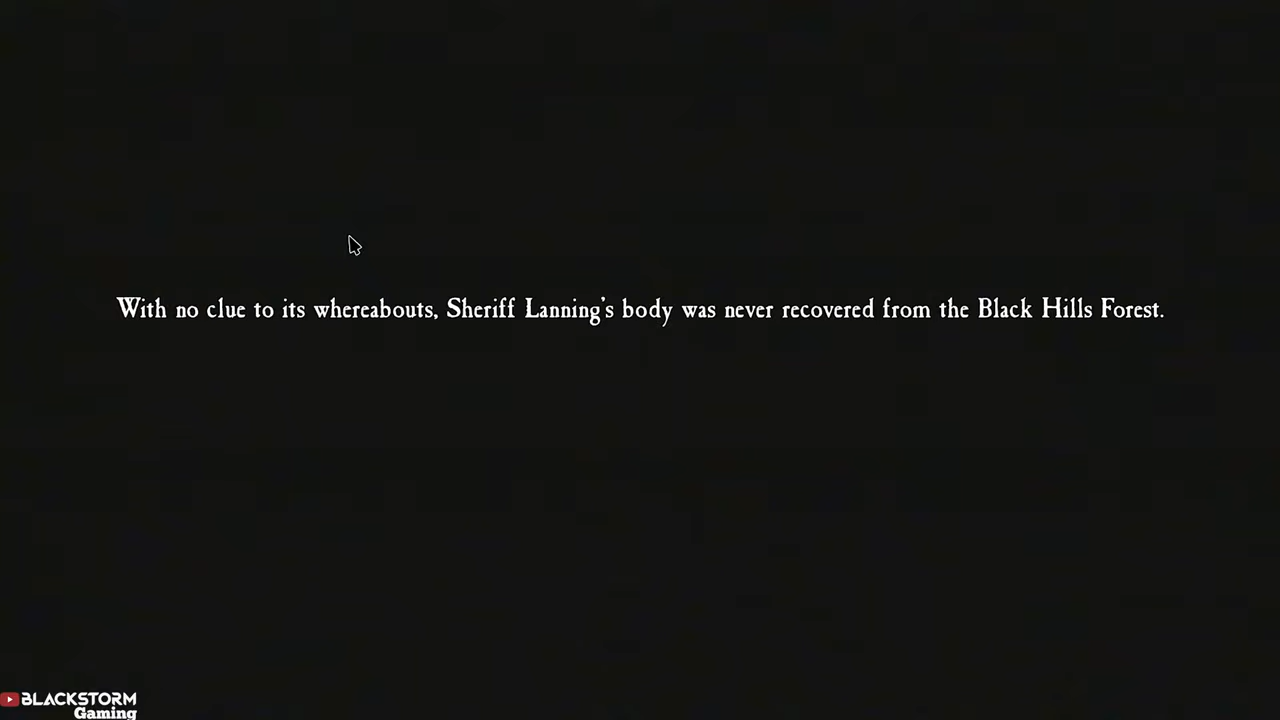 With no clue to its whereabouts, Sheriff Lanning's body was never recovered from the Black Hills Forest.
BLACKSTORM
Gaming